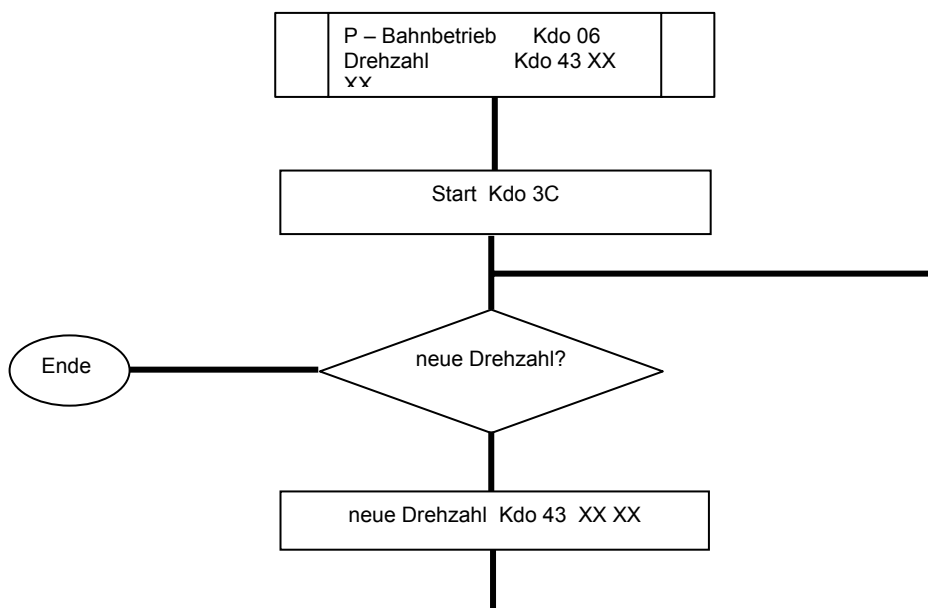 P – Bahnbetrieb Kdo 06
Drehzahl Kdo 43 XX
XX
Start Kdo 3C
neue Drehzahl?
Ende
neue Drehzahl Kdo 43 XX XX